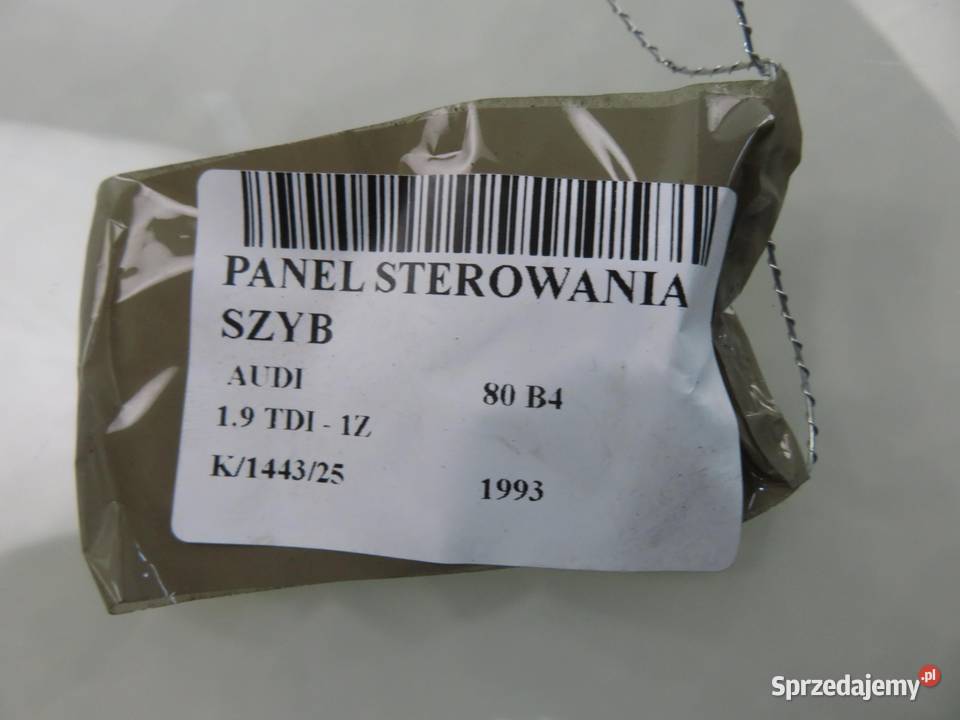 PANEL STEROWANIA
SZYB
AUDI 80 B4
1.9 TDI - 1Z
K/1443/25 1993
Sprzedajemy.pl